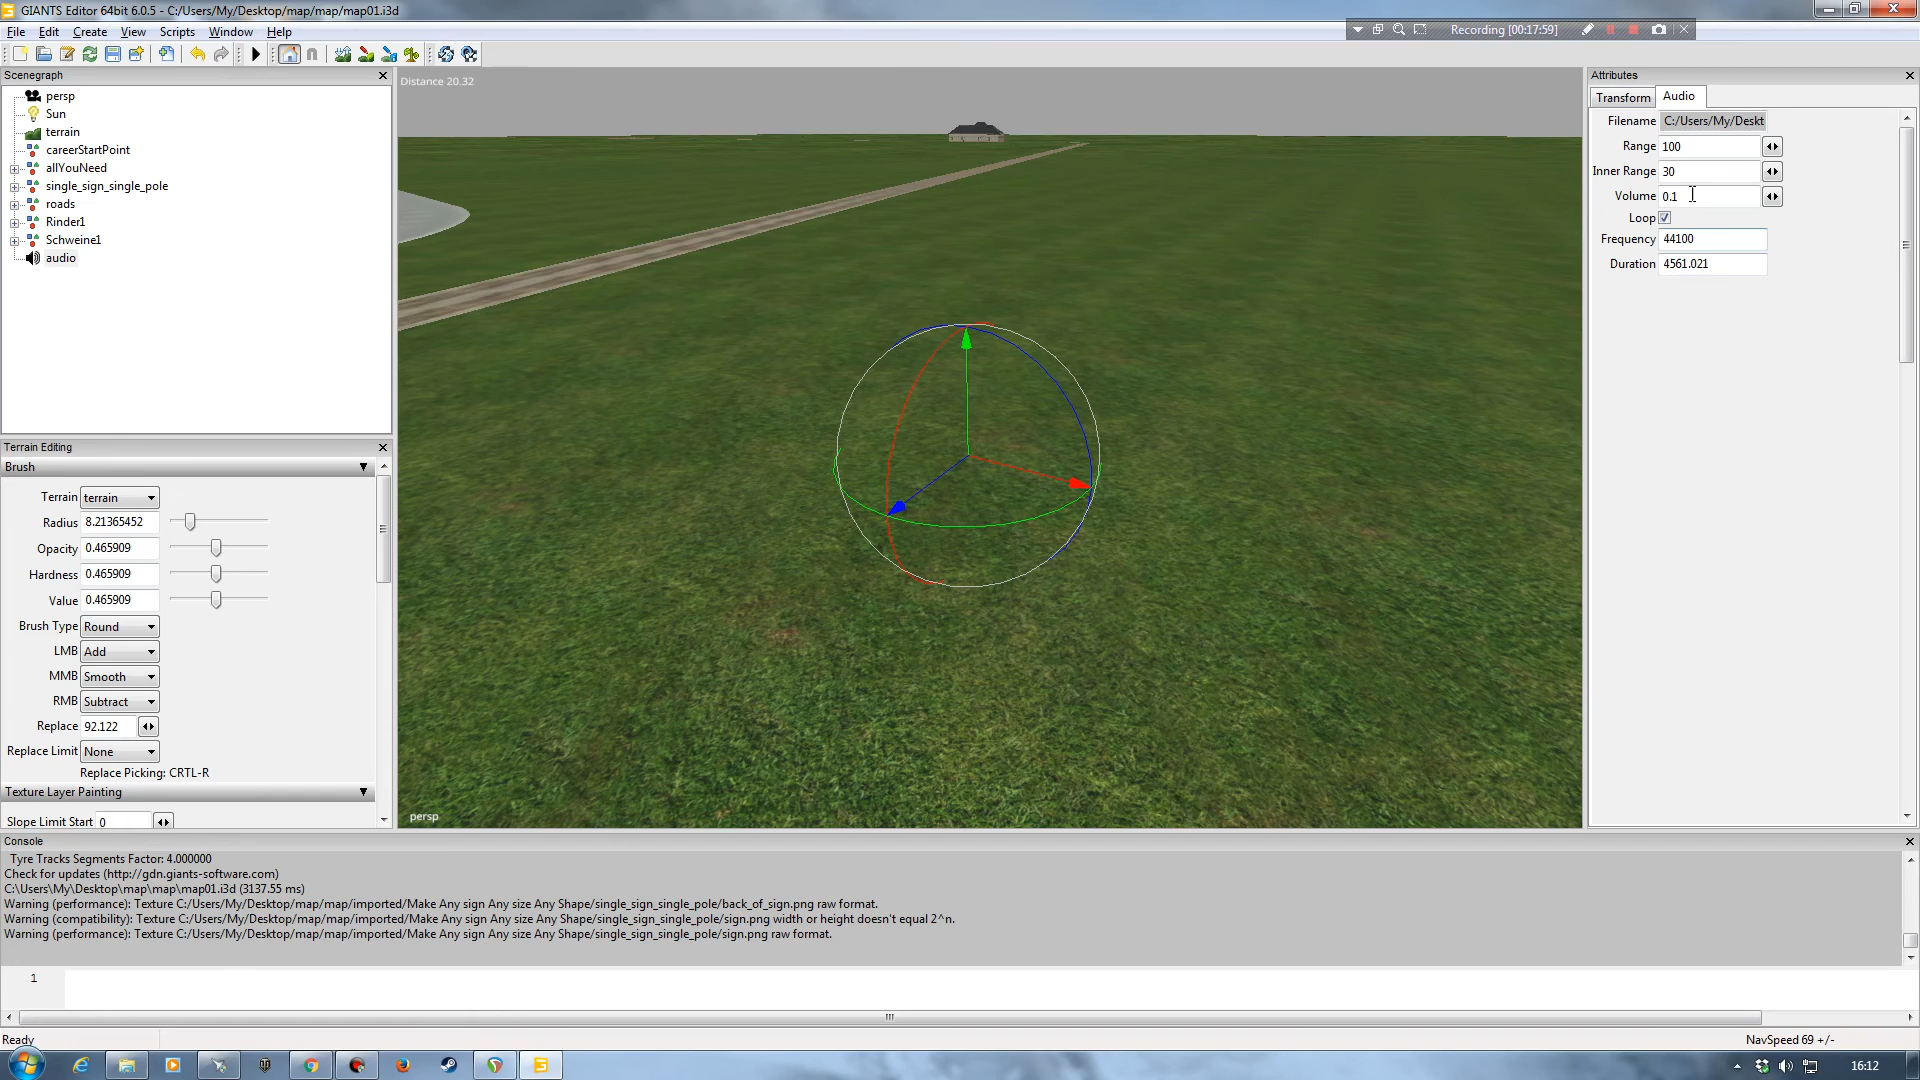 GIANTS Editor 64bit 6.0.5 - C:/Users/My/Desktop/map/map/map01.i3d
File Edit Create View Scripts Window Help
Recording [00:17:59]
Scenegraph
persp
Sun
terrain
careerStartPoint
allYouNeed
single_sign_single_pole
roads
Rinder1
Schweine1
audio
Terrain Editing
Brush
Terrain terrain
Radius 8.21365452
Opacity 0.465909
Hardness 0.465909
Value 0.465909
Brush Type Round
LMB Add
MMB Smooth
RMB Subtract
Replace 92.122
Replace Limit None
Replace Picking: CRTL-R
Texture Layer Painting
Slope Limit Start 0
Distance 20.32
persp
Attributes
Transform Audio
Filename C:/Users/My/Deskt
Range 100
Inner Range 30
Volume 0.1
Loop
Frequency 44100
Duration 4561.021
Console
Tyre Tracks Segments Factor: 4.000000
Check for updates (http://gdn.giants-software.com)
C:\Users\My\Desktop\map\map\map01.i3d (3137.55 ms)
Warning (performance): Texture C:/Users/My/Desktop/map/map/imported/Make Any sign Any size Any Shape/single_sign_single_pole/back_of_sign.png raw format.
Warning (compatibility): Texture C:/Users/My/Desktop/map/map/imported/Make Any sign Any size Any Shape/single_sign_single_pole/sign.png width or height doesn't equal 2^n.
Warning (performance): Texture C:/Users/My/Desktop/map/map/imported/Make Any sign Any size Any Shape/single_sign_single_pole/sign.png raw format.
1
Ready
NavSpeed 69 +/-
16:12